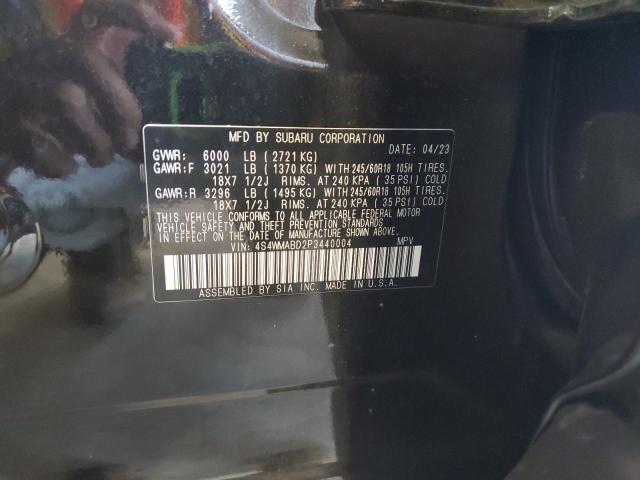 MFD BY SUBARU CORPORATION
DATE: 04/23
GVWR: 6000 LB (2721 KG)
GAWR:F 3021 LB (1370 KG) WITH 245/60R18 105H TIRES.
18X7 1/2J RIMS. AT 240 KPA (35 PSI) COLD
GAWR:R 3296 LB (1495 KG) WITH 245/60R18 105H TIRES.
18X7 1/2J RIMS. AT 240 KPA (35 PSI) COLD
THIS VEHICLE CONFORMS TO ALL APPLICABLE FEDERAL MOTOR
VEHICLE SAFETY AND THEFT PREVENTION STANDARDS
IN EFFECT ON THE DATE OF MANUFACTURE SHOWN ABOVE.
VIN: 4S4WMABD2P3440004 MPV
ASSEMBLED BY SIA INC. MADE IN U.S.A.